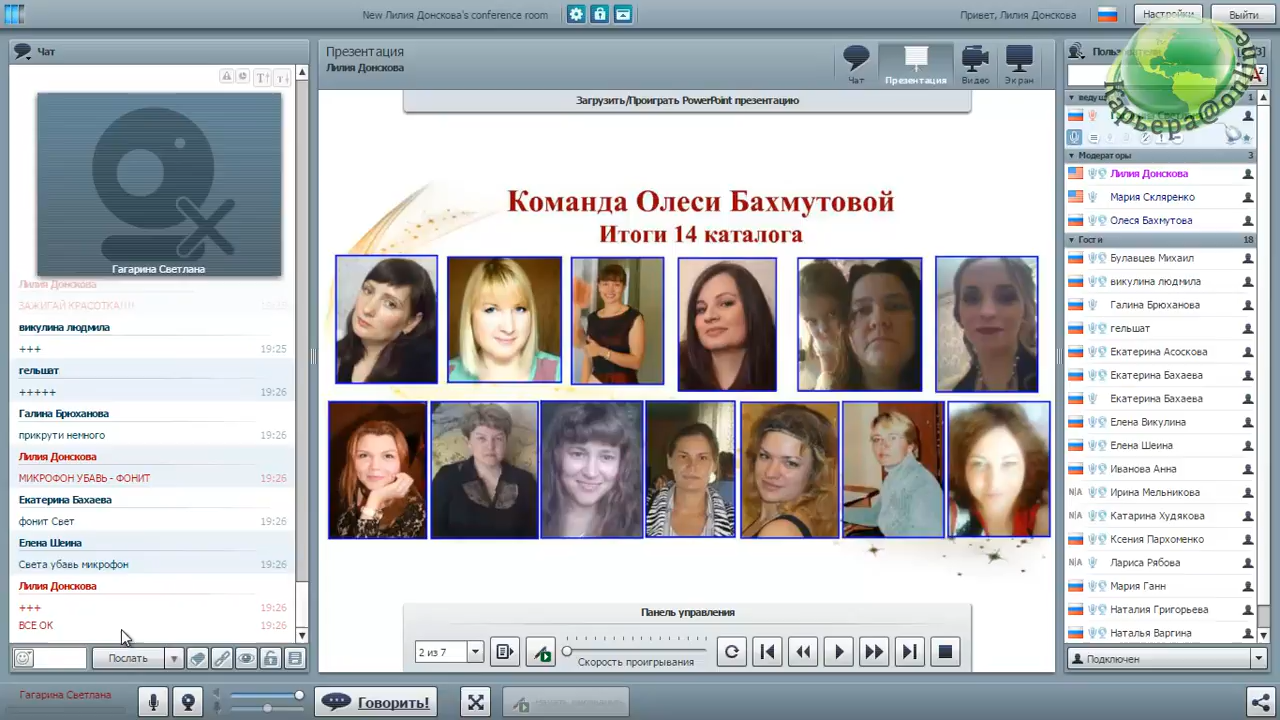 New Лилия Донскова's conference room
Привет, Лилия Донскова
Настройки
Выйти
Чат
Гагарина Светлана
Лилия Донскова
ЗАЖИГАЙ КРАСОТКА!!!!
викулина людмила
+++ 19:25
гельшат
+++++ 19:26
Галина Брюханова
прикрути немного 19:26
Лилия Донскова
МИКРОФОН УБАВЬ - ФОНИТ 19:26
Екатерина Бахаева
фонит Свет 19:26
Елена Шеина
Света убавь микрофон 19:26
Лилия Донскова
+++ 19:26
ВСЕ ОК 19:26
Послать
Гагарина Светлана
Говорить!
Презентация
Лилия Донскова
Чат
Презентация
Видео
Экран
Загрузить/Проиграть PowerPoint презентацию
Команда Олеси Бахмутовой
Итоги 14 каталога
Панель управления
2 из 7
Скорость проигрывания
карьера@online
Модераторы 3
Лилия Донскова
Мария Скляренко
Олеся Бахмутова
Гости 18
Булавцев Михаил
викулина людмила
Галина Брюханова
гельшат
Екатерина Асоскова
Екатерина Бахаева
Екатерина Бахаева
Елена Викулина
Елена Шеина
Иванова Анна
N/A Ирина Мельникова
N/A Катарина Худякова
Ксения Пархоменко
N/A Лариса Рябова
Мария Ганн
Наталия Григорьева
Наталья Варгина
Подключен